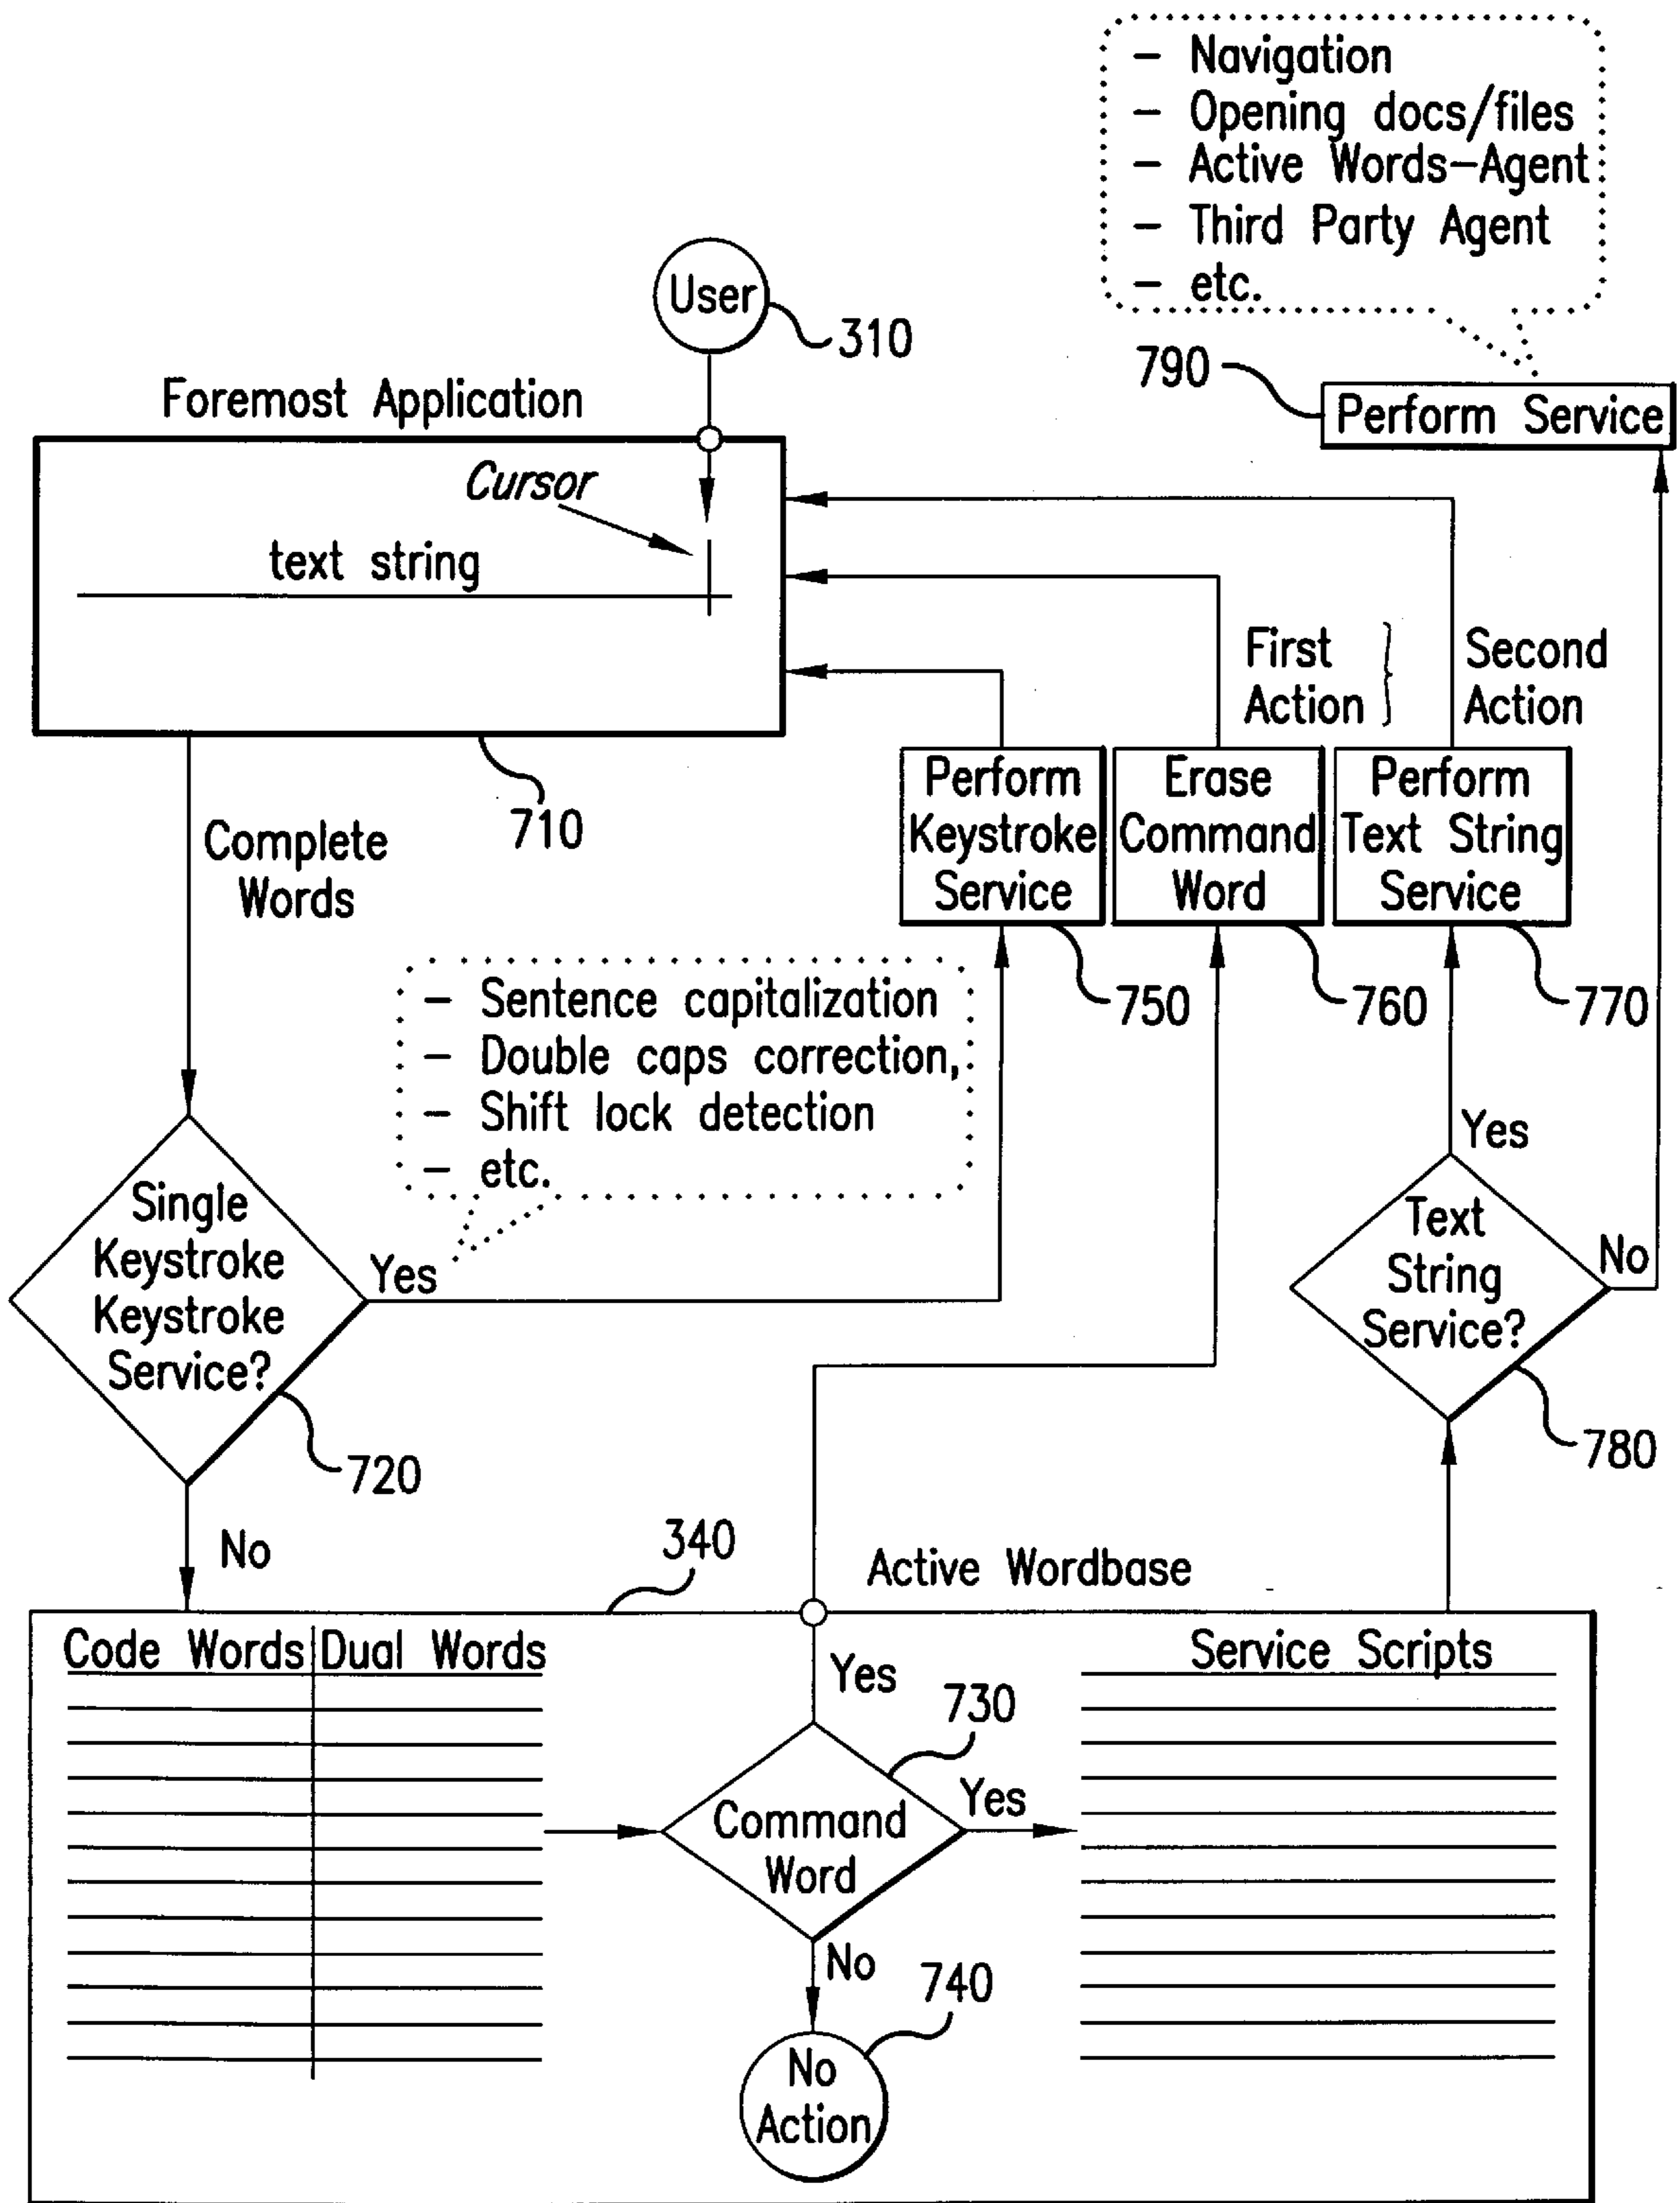 - Navigation
- Opening docs/files
- Active Words-Agent
- Third Party Agent
- etc.
User
310
790
Perform Service
Foremost Application
Cursor
text string
First
Action
Second
Action
710
Complete
Words
Perform
Keystroke
Service
Erase
Command
Word
Perform
Text String
Service
750
760
770
- Sentence capitalization
- Double caps correction,
- Shift lock detection
- etc.
Single
Keystroke
Keystroke
Service?
Yes
720
No
Yes
Text
String
Service?
No
780
340
Active Wordbase
Code Words
Dual Words
Service Scripts
Yes
730
Command
Word
Yes
No
740
No
Action